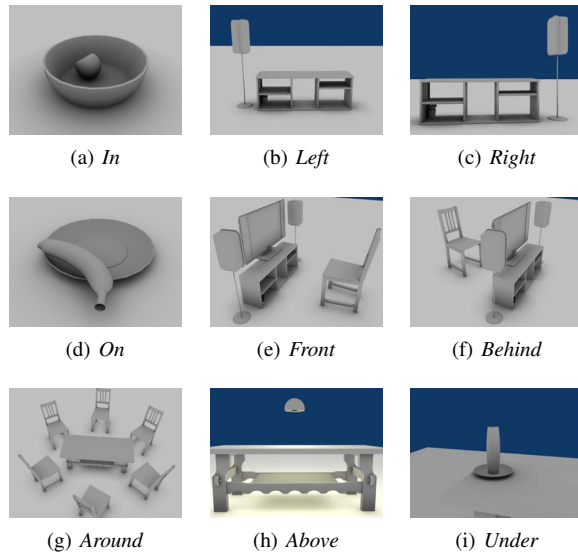 (a) In
(b) Left
(c) Right
(d) On
(e) Front
(f) Behind
(g) Around
(h) Above
(i) Under